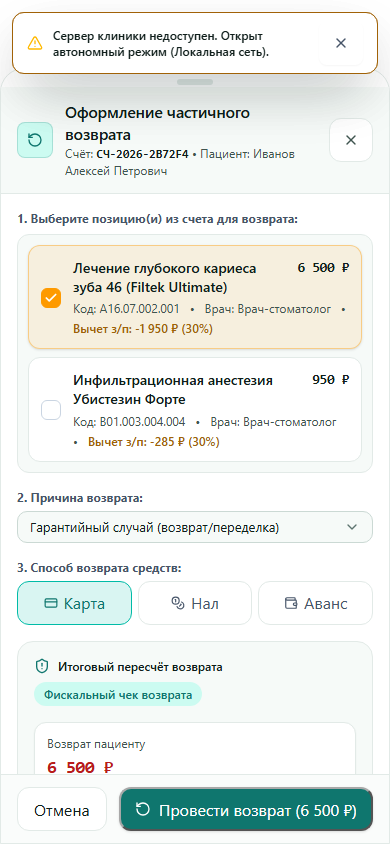 Сервер клиники недоступен. Открыт
автономный режим (Локальная сеть).
Оформление частичного
возврата
Счёт: СЧ-2026-2B72F4 • Пациент: Иванов
Алексей Петрович
1. Выберите позицию(и) из счета для возврата:
Лечение глубокого кариеса
зуба 46 (Filtek Ultimate)
6 500 ₽
Код: A16.07.002.001 • Врач: Врач-стоматолог •
Вычет з/п: -1 950 ₽ (30%)
Инфильтрационная анестезия
Убистезин Форте
950 ₽
Код: B01.003.004.004 • Врач: Врач-стоматолог
• Вычет з/п: -285 ₽ (30%)
2. Причина возврата:
Гарантийный случай (возврат/переделка)
3. Способ возврата средств:
Карта
Нал
Аванс
Итоговый пересчёт возврата
Фискальный чек возврата
Возврат пациенту
6 500 ₽
Отмена
Провести возврат (6 500 ₽)